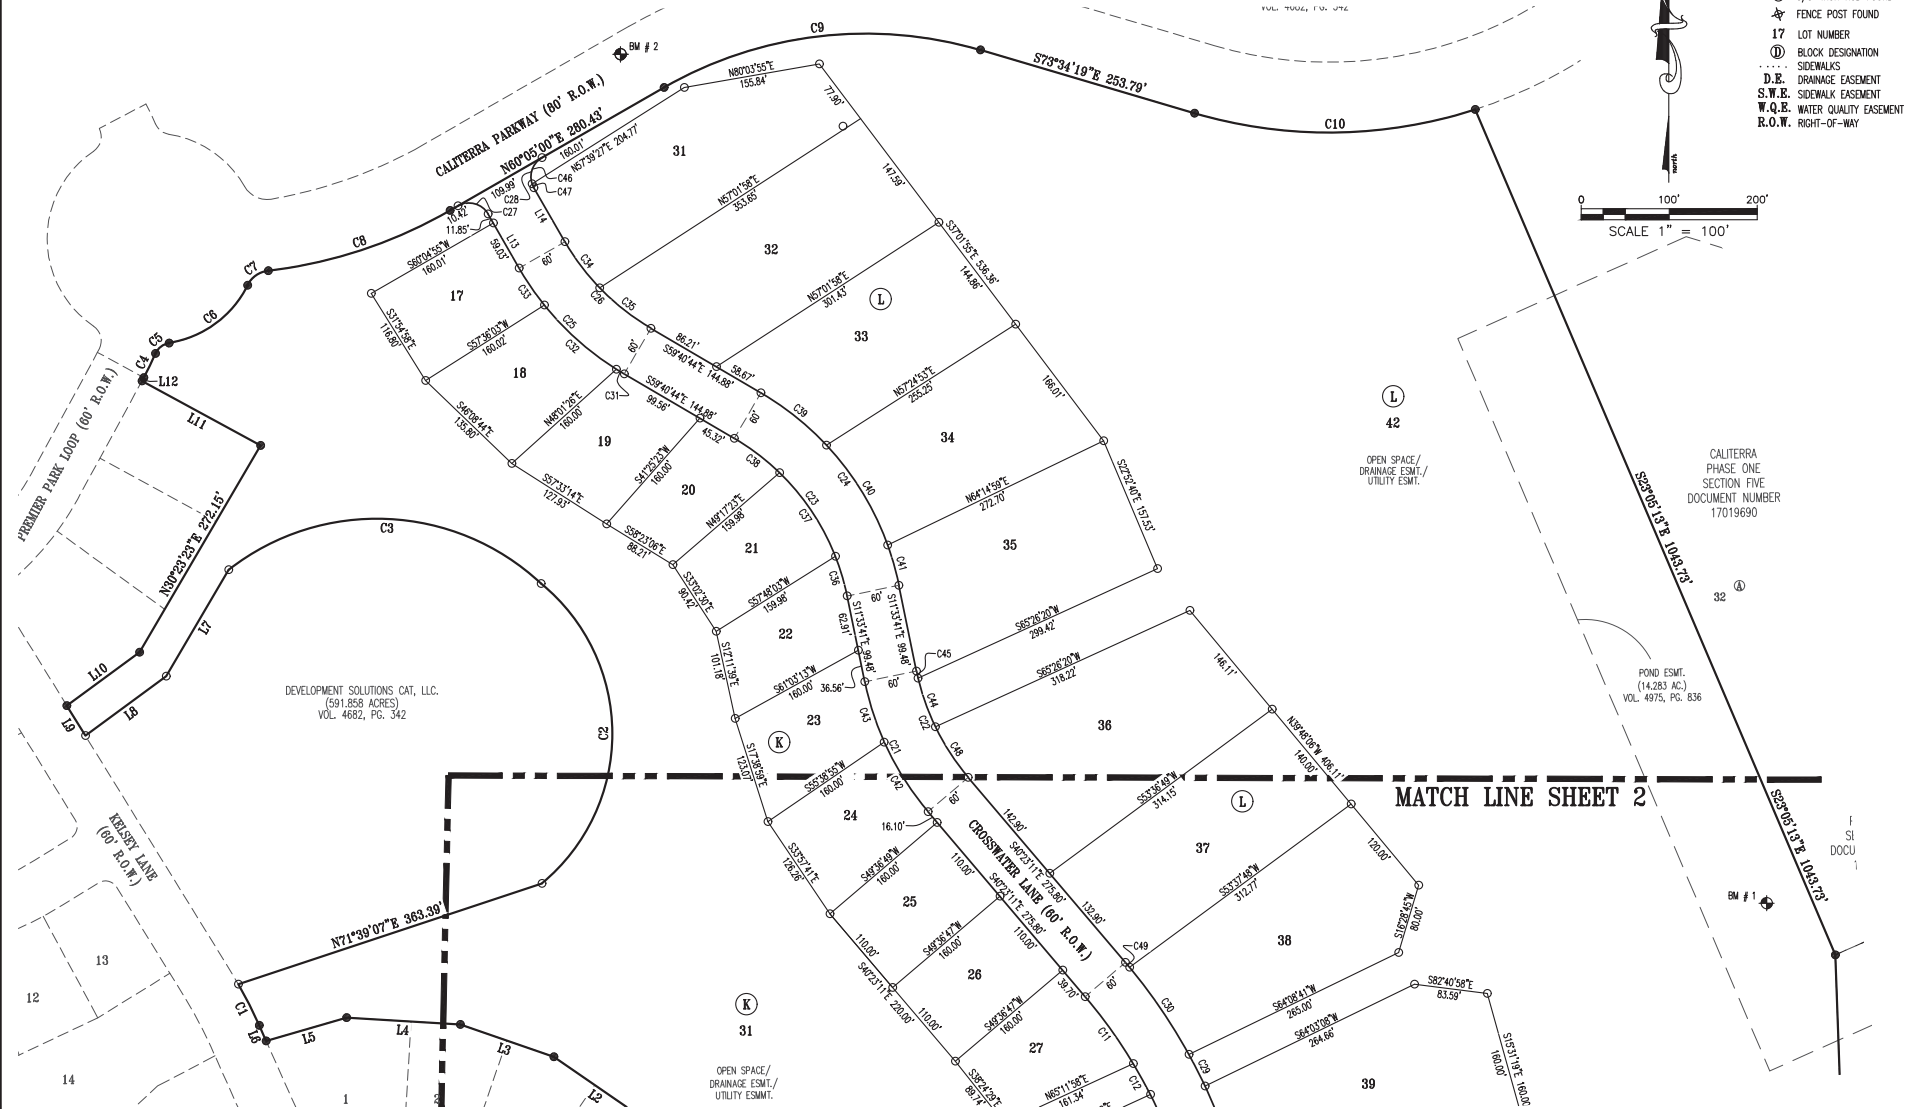 VOL. 4682, PG. 342
FENCE POST FOUND
17 LOT NUMBER
D BLOCK DESIGNATION
SIDEWALKS
D.E. DRAINAGE EASEMENT
S.W.E. SIDEWALK EASEMENT
W.Q.E. WATER QUALITY EASEMENT
R.O.W. RIGHT-OF-WAY
north
0 100' 200'
SCALE 1" = 100'
BM # 2
C9
S73°34'19"E 253.79'
C10
CALITERRA PARKWAY (80' R.O.W.)
N60°05'00"E 280.43'
N80°03'55"E
155.84'
77.90'
160.01'
N57°39'27"E 204.77'
31
C46
C47
C28
C27
109.99'
10.42'
11.85'
L14
L13
59.03'
60'
C8
C7
C6
C5
C4
L12
L11
S60°04'55"W
160.01'
17
S31°54'58"E
116.80'
S57°36'03"W
160.02'
C33
C25
C32
C34
C26
C35
N57°01'58"E
353.65'
147.59'
32
S37°01'55"E 536.36'
144.86'
N57°01'58"E
301.43'
L
33
86.21'
S59°40'44"E 144.88'
58.67'
60'
18
N48°01'26"E
160.00'
C31
S59°40'44"E 144.88'
99.56'
45.32'
60'
S46°08'44"E
135.80'
19
S41°25'23"W
160.00'
S57°33'14"E
127.93'
20
C38
C39
N57°24'53"E
255.25'
166.01'
34
L
42
OPEN SPACE/
DRAINAGE ESMT./
UTILITY ESMT.
S23°05'13"E 1043.73'
CALITERRA
PHASE ONE
SECTION FIVE
DOCUMENT NUMBER
17019690
PREMIER PARK LOOP (60' R.O.W.)
N30°23'23"E 272.15'
C3
N49°17'23"E
159.98'
C23
C37
C24
C40
S58°23'06"E
88.21'
21
N64°14'59"E
272.70'
S22°52'40"E 157.53'
35
S33°02'30"E
90.42'
S57°48'03"W
159.98'
C36
C41
60'
S11°33'41"E 99.48'
62.91'
S11°33'41"E 99.48'
A
32
22
S65°26'20"W
299.42'
L7
L10
L8
L9
S12°11'39"E
101.18'
S61°03'13"W
160.00'
36.56'
60'
C45
S65°26'20"W
318.22'
146.11'
POND ESMT.
(14.283 AC.)
VOL. 4975, PG. 836
DEVELOPMENT SOLUTIONS CAT, LLC.
(591.858 ACRES)
VOL. 4682, PG. 342
C2
23
C43
C44
C22
36
K
C21
C48
N39°48'06"W 406.11'
140.00'
S17°38'59"E
123.07'
S55°38'55"W
160.00'
C42
60'
S53°36'49"W
314.15'
L
MATCH LINE SHEET 2
KELSEY LANE
(60' R.O.W.)
24
16.10'
142.90'
S40°23'11"E 275.80'
37
120.00'
S23°05'13"E 1043.73'
DOCU
S33°57'41"E
126.26'
S49°36'49"W
160.00'
110.00'
CROSSWATER LANE (60' R.O.W.)
132.90'
S53°37'48"W
312.77'
BM # 1
25
S40°23'11"E 275.80'
N71°39'07"E 363.39'
110.00'
S49°36'47"W
160.00'
110.00'
C49
38
S16°28'45"W
80.00'
13
26
60'
12
S40°23'11"E 220.00'
110.00'
39.70'
C30
S64°08'41"W
265.00'
S82°40'58"E
83.59'
C1
L6
L5
L4
K
31
S49°36'47"W
160.00'
C11
S64°03'08"W
264.66'
L3
27
S15°31'19"E 160.00'
160.00'
14
OPEN SPACE/
DRAINAGE ESMT./
UTILITY ESMMT.
S38°24'29"E
89.74'
N65°11'58"E
161.34'
C12
C29
39
1
2
L2